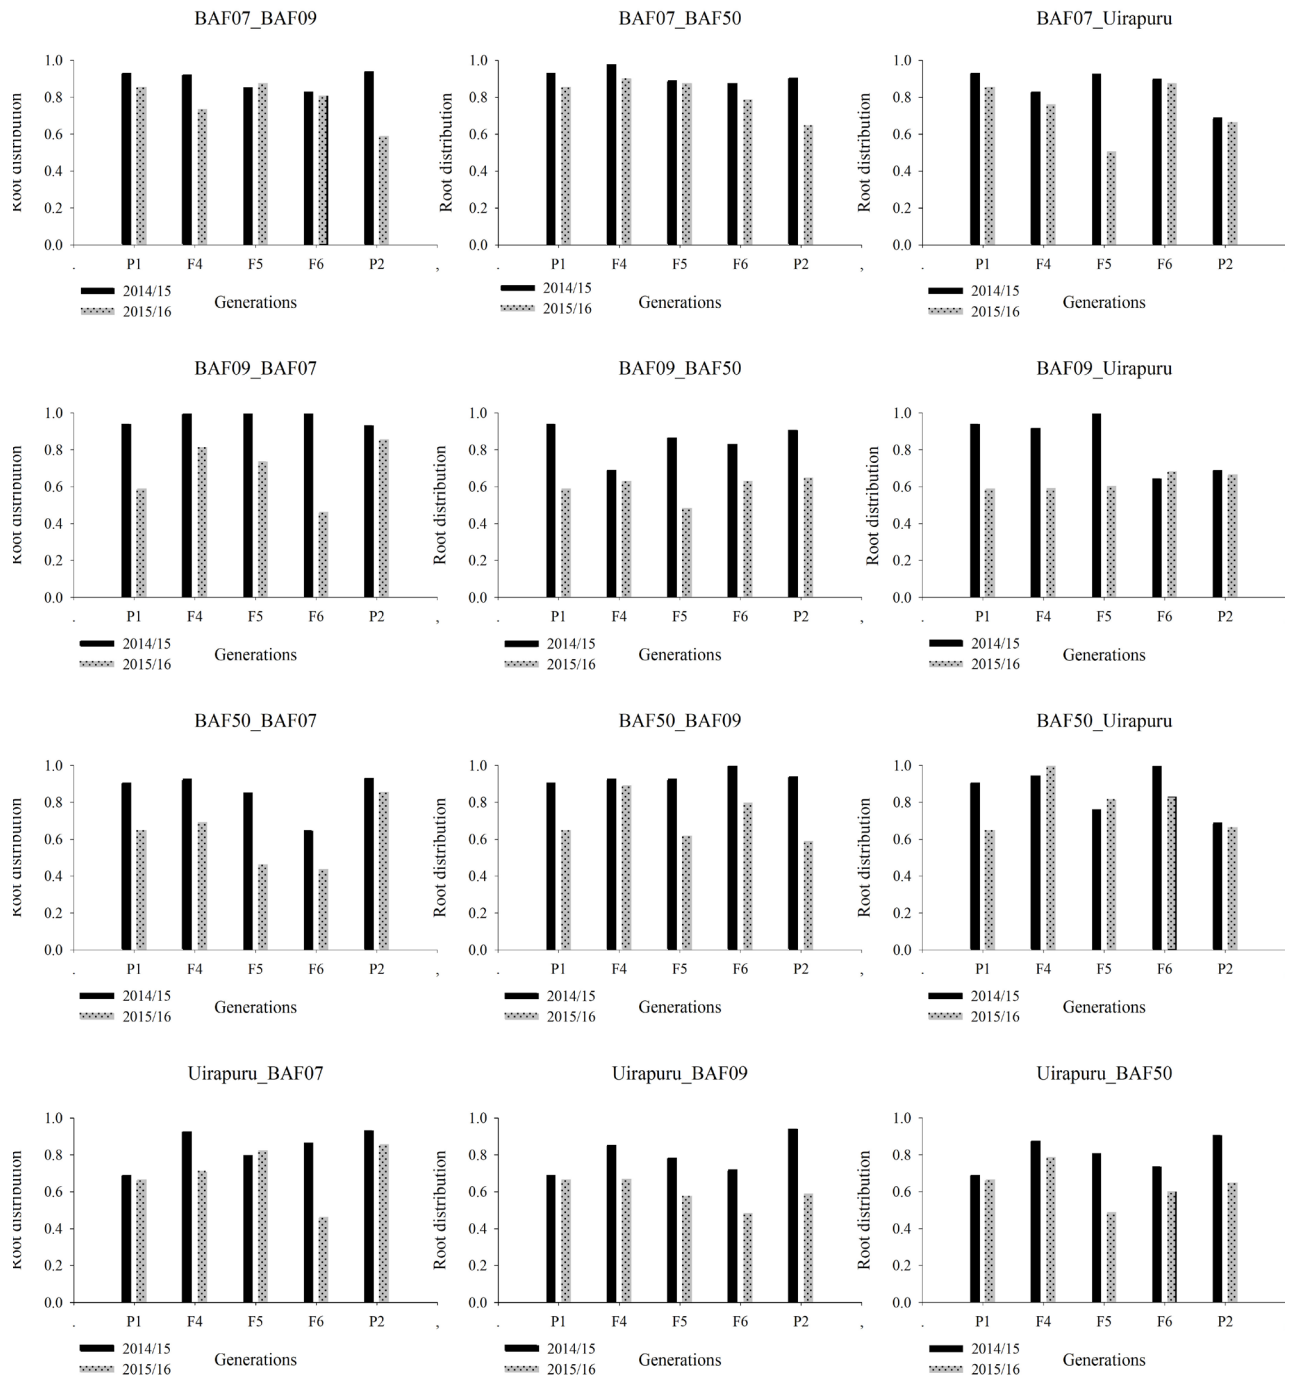 BAF07_BAF09
Root distribution
1.0
0.8
0.6
0.4
0.2
0.0
P1 F4 F5 F6 P2
2014/15
2015/16
Generations
BAF07_BAF50
Root distribution
1.0
0.8
0.6
0.4
0.2
0.0
P1 F4 F5 F6 P2
2014/15
2015/16
Generations
BAF07_Uirapuru
Root distribution
1.0
0.8
0.6
0.4
0.2
0.0
P1 F4 F5 F6 P2
2014/15
2015/16
Generations
BAF09_BAF07
Root distribution
1.0
0.8
0.6
0.4
0.2
0.0
P1 F4 F5 F6 P2
2014/15
2015/16
Generations
BAF09_BAF50
Root distribution
1.0
0.8
0.6
0.4
0.2
0.0
P1 F4 F5 F6 P2
2014/15
2015/16
Generations
BAF09_Uirapuru
Root distribution
1.0
0.8
0.6
0.4
0.2
0.0
P1 F4 F5 F6 P2
2014/15
2015/16
Generations
BAF50_BAF07
Root distribution
1.0
0.8
0.6
0.4
0.2
0.0
P1 F4 F5 F6 P2
2014/15
2015/16
Generations
BAF50_BAF09
Root distribution
1.0
0.8
0.6
0.4
0.2
0.0
P1 F4 F5 F6 P2
2014/15
2015/16
Generations
BAF50_Uirapuru
Root distribution
1.0
0.8
0.6
0.4
0.2
0.0
P1 F4 F5 F6 P2
2014/15
2015/16
Generations
Uirapuru_BAF07
Root distribution
1.0
0.8
0.6
0.4
0.2
0.0
P1 F4 F5 F6 P2
2014/15
2015/16
Generations
Uirapuru_BAF09
Root distribution
1.0
0.8
0.6
0.4
0.2
0.0
P1 F4 F5 F6 P2
2014/15
2015/16
Generations
Uirapuru_BAF50
Root distribution
1.0
0.8
0.6
0.4
0.2
0.0
P1 F4 F5 F6 P2
2014/15
2015/16
Generations